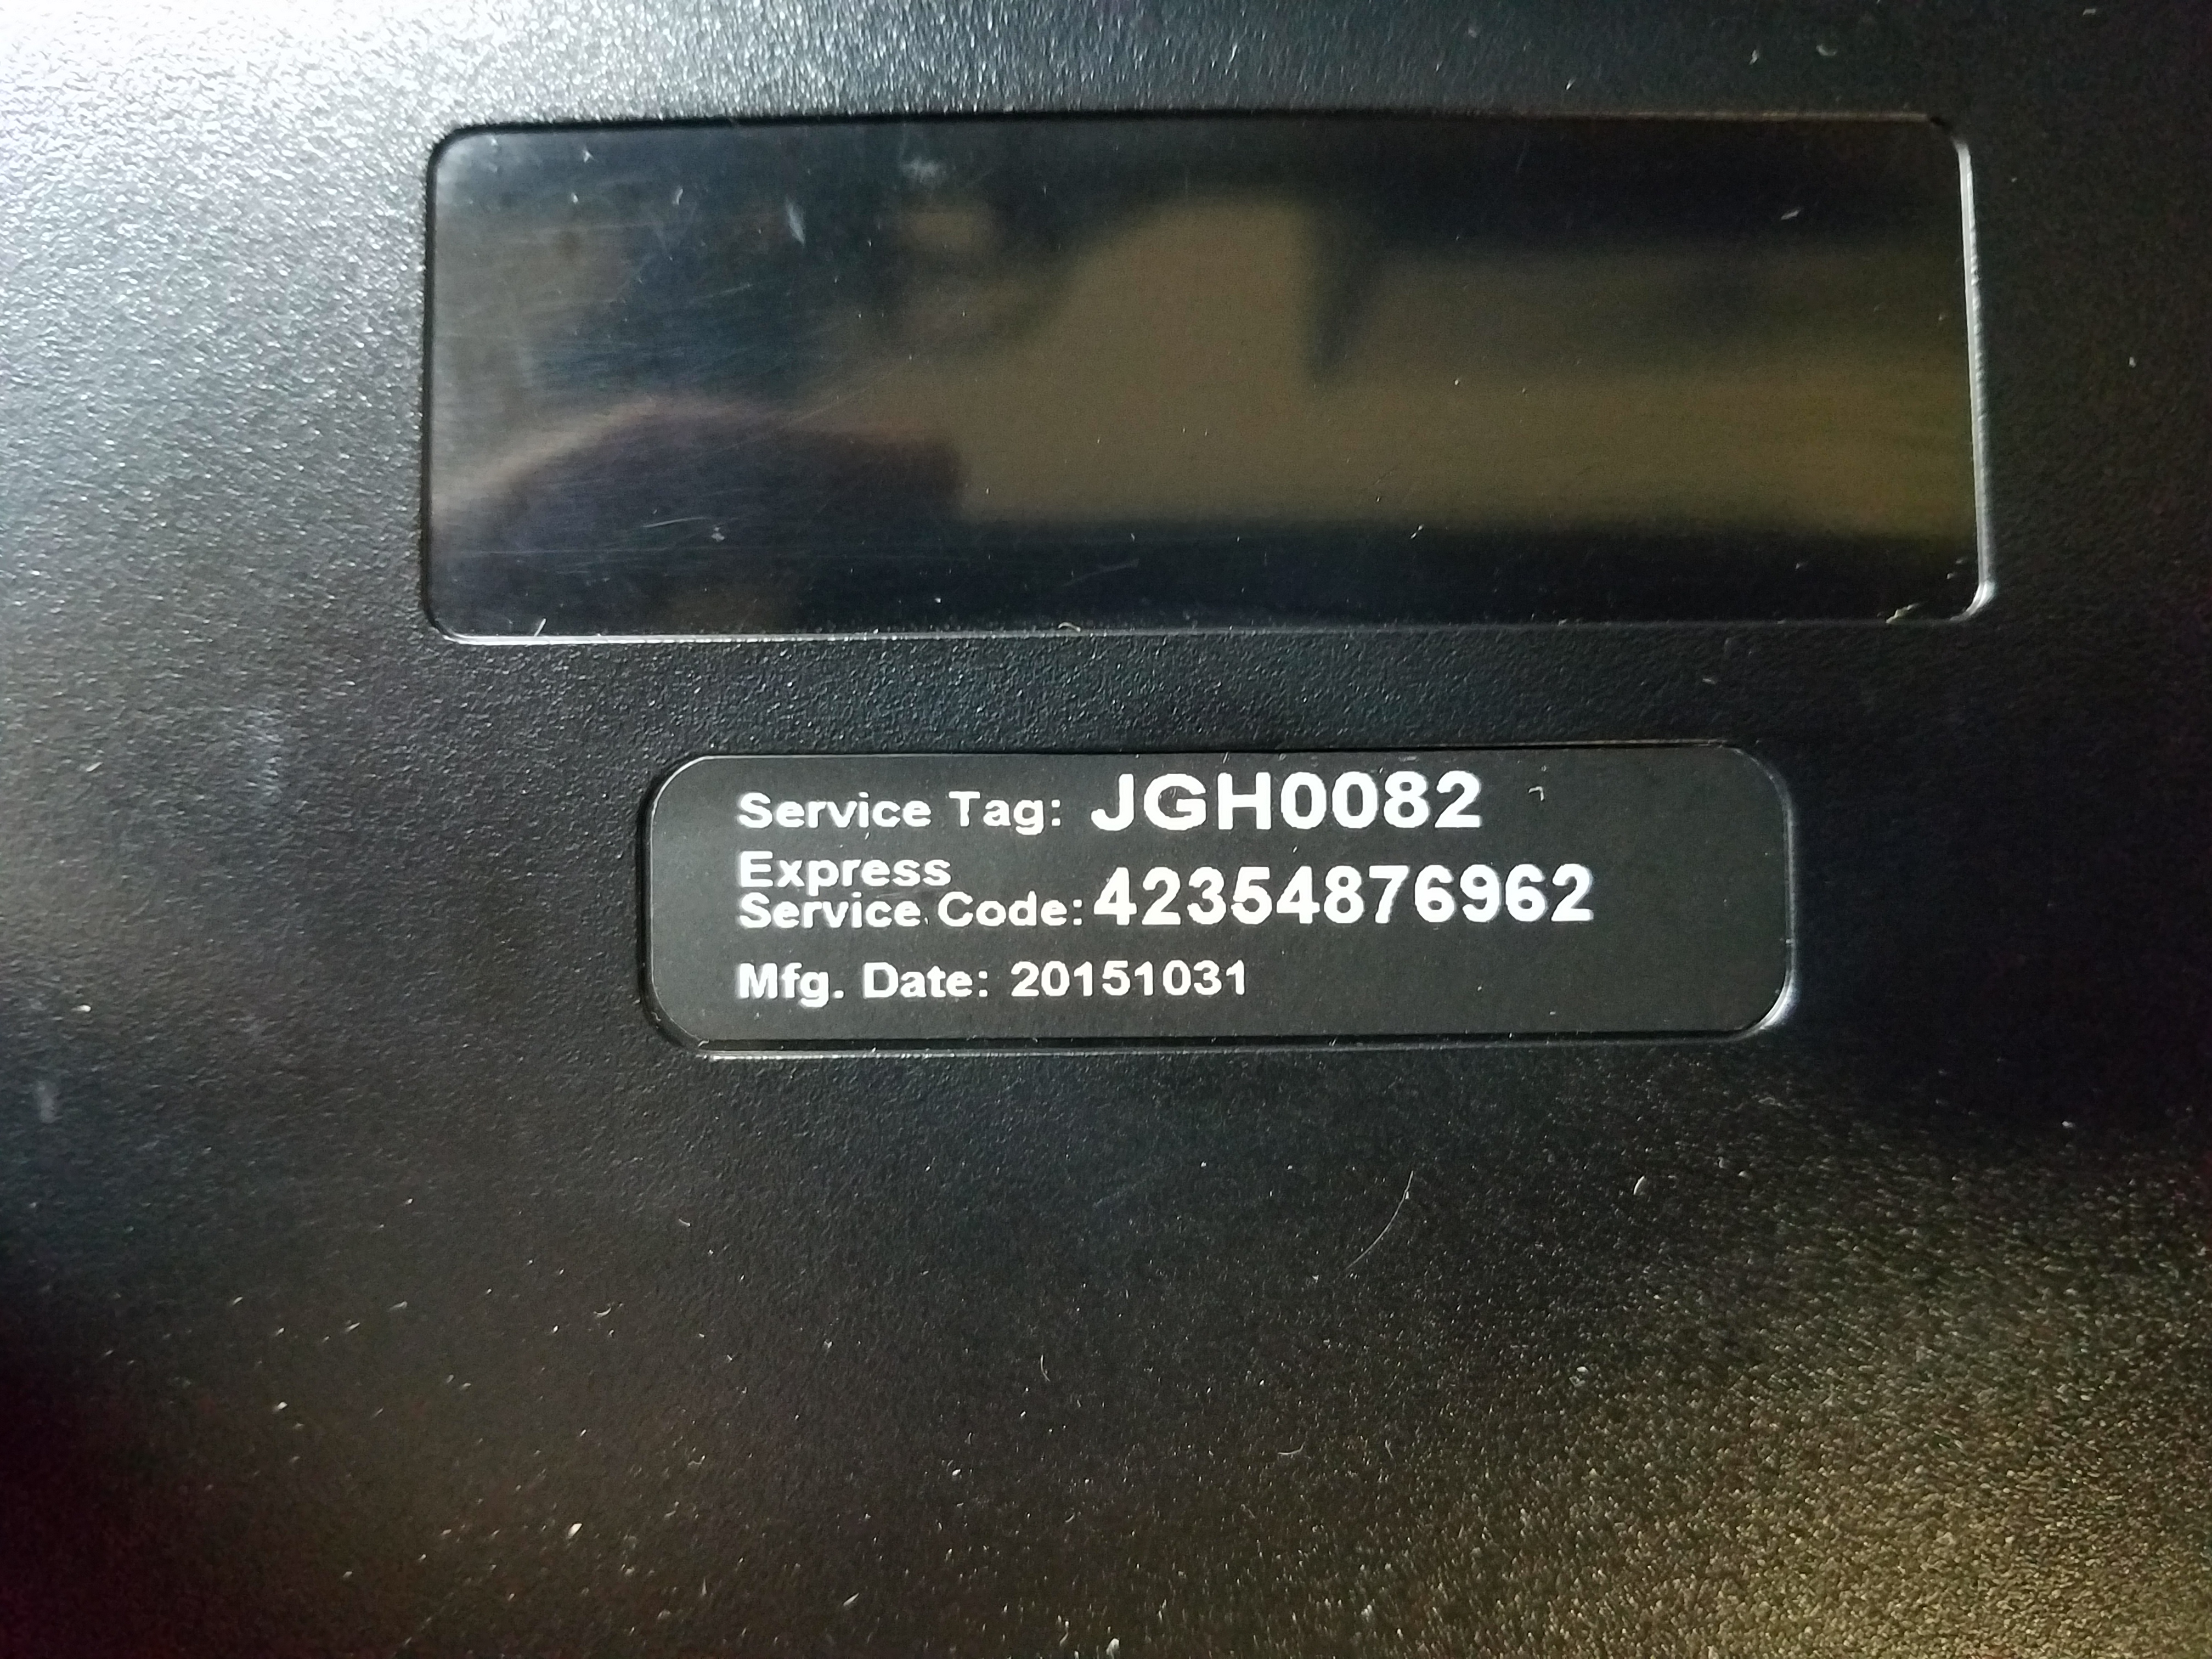 Service Tag: JGH0082
Express
Service Code: 42354876962
Mfg. Date: 20151031